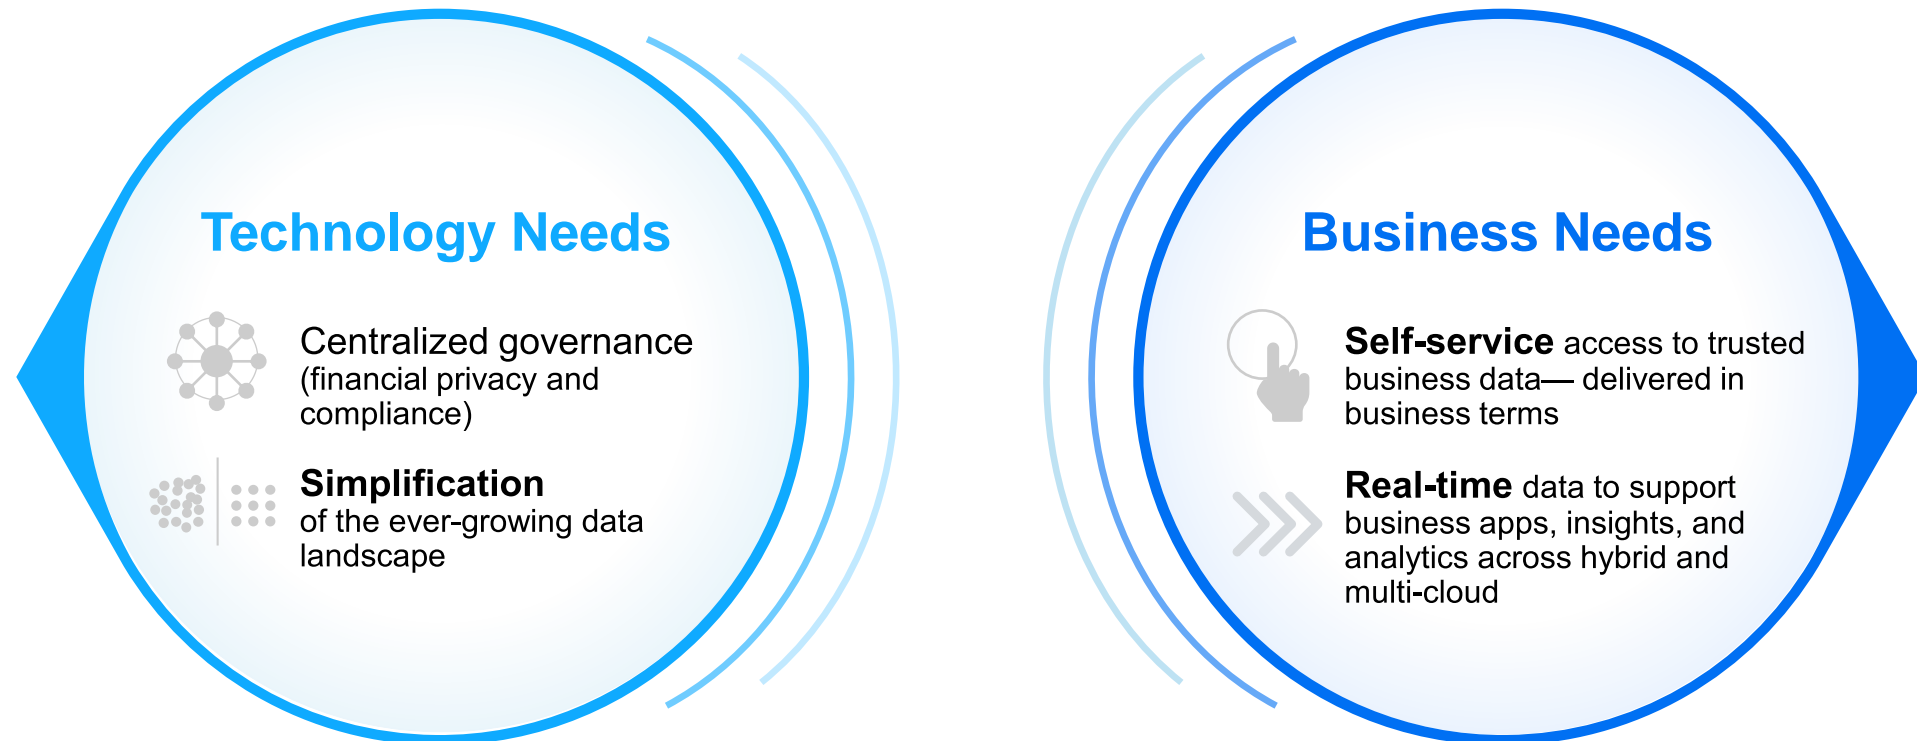 Technology Needs
Centralized governance
(financial privacy and
compliance)
Simplification
of the ever-growing data
landscape
Business Needs
Self-service access to trusted
business data— delivered in
business terms
Real-time data to support
business apps, insights, and
analytics across hybrid and
multi-cloud